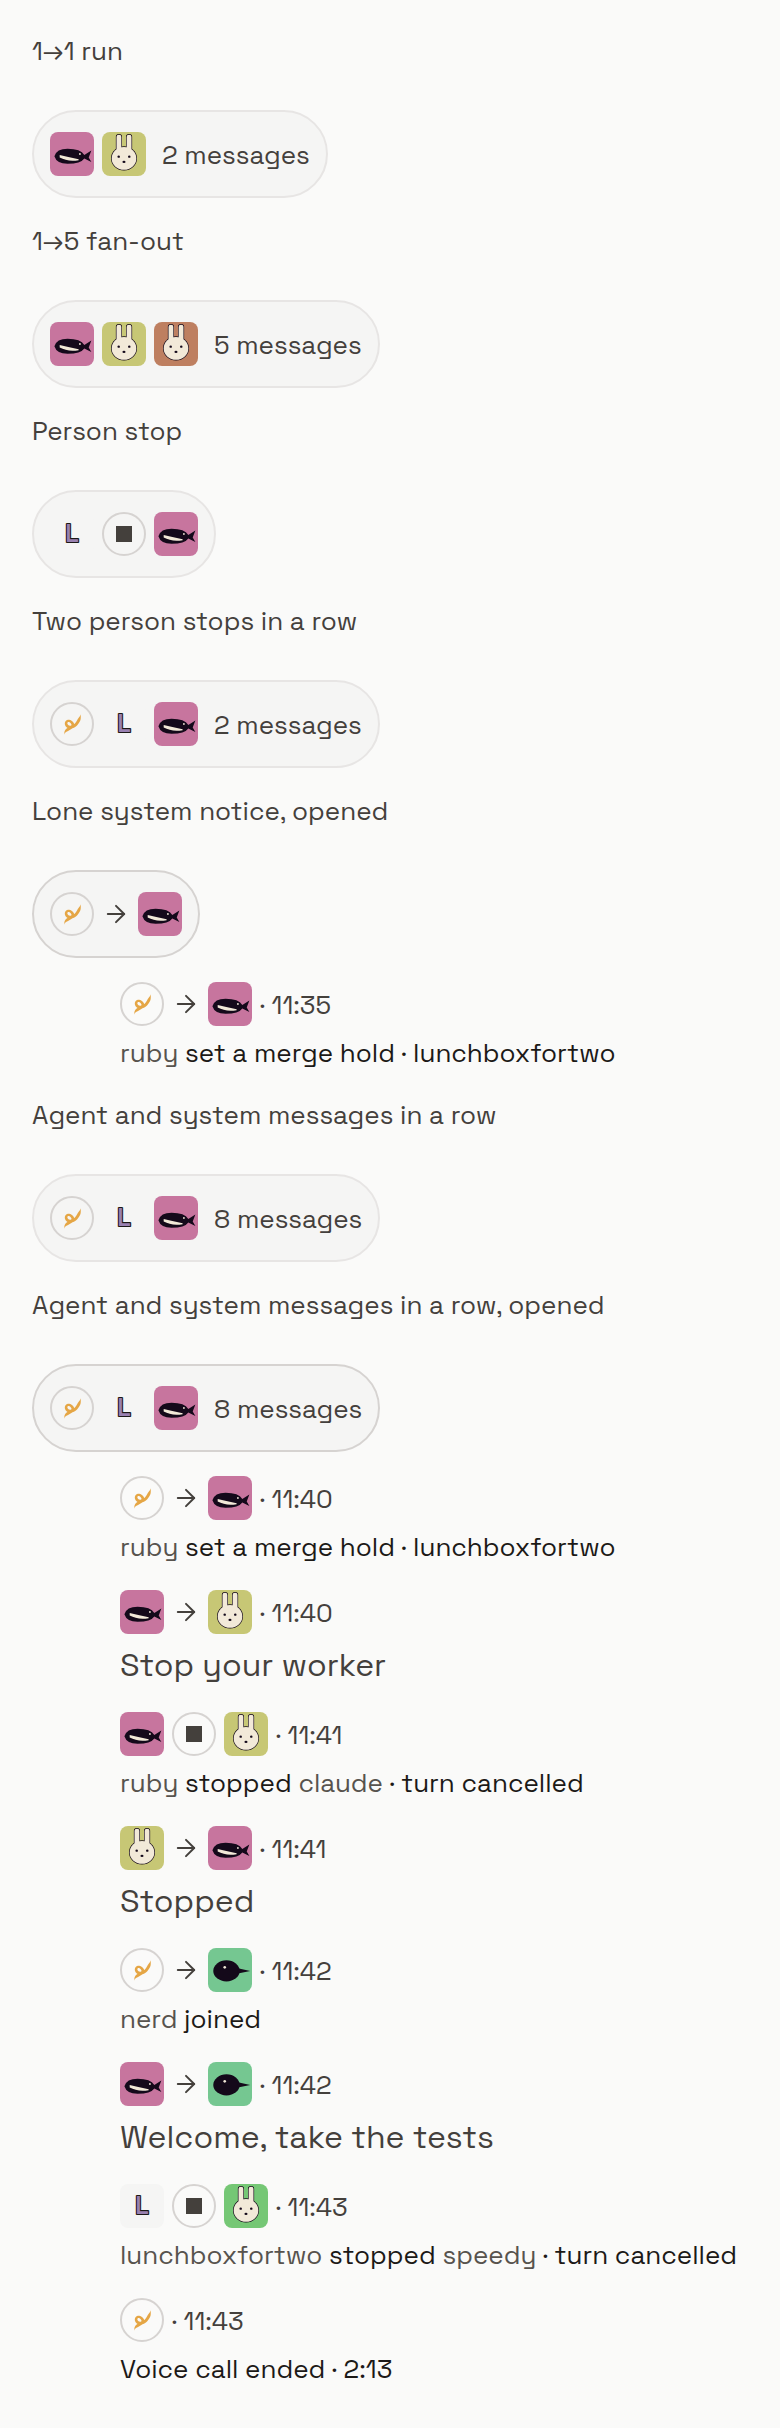 1→1 run
2 messages
1→5 fan-out
5 messages
Person stop
L
Two person stops in a row
L 2 messages
Lone system notice, opened
→
→ · 11:35
ruby set a merge hold · lunchboxfortwo
Agent and system messages in a row
L 8 messages
Agent and system messages in a row, opened
L 8 messages
→ · 11:40
ruby set a merge hold · lunchboxfortwo
→ · 11:40
Stop your worker
· 11:41
ruby stopped claude · turn cancelled
→ · 11:41
Stopped
→ · 11:42
nerd joined
→ · 11:42
Welcome, take the tests
L · 11:43
lunchboxfortwo stopped speedy · turn cancelled
· 11:43
Voice call ended · 2:13